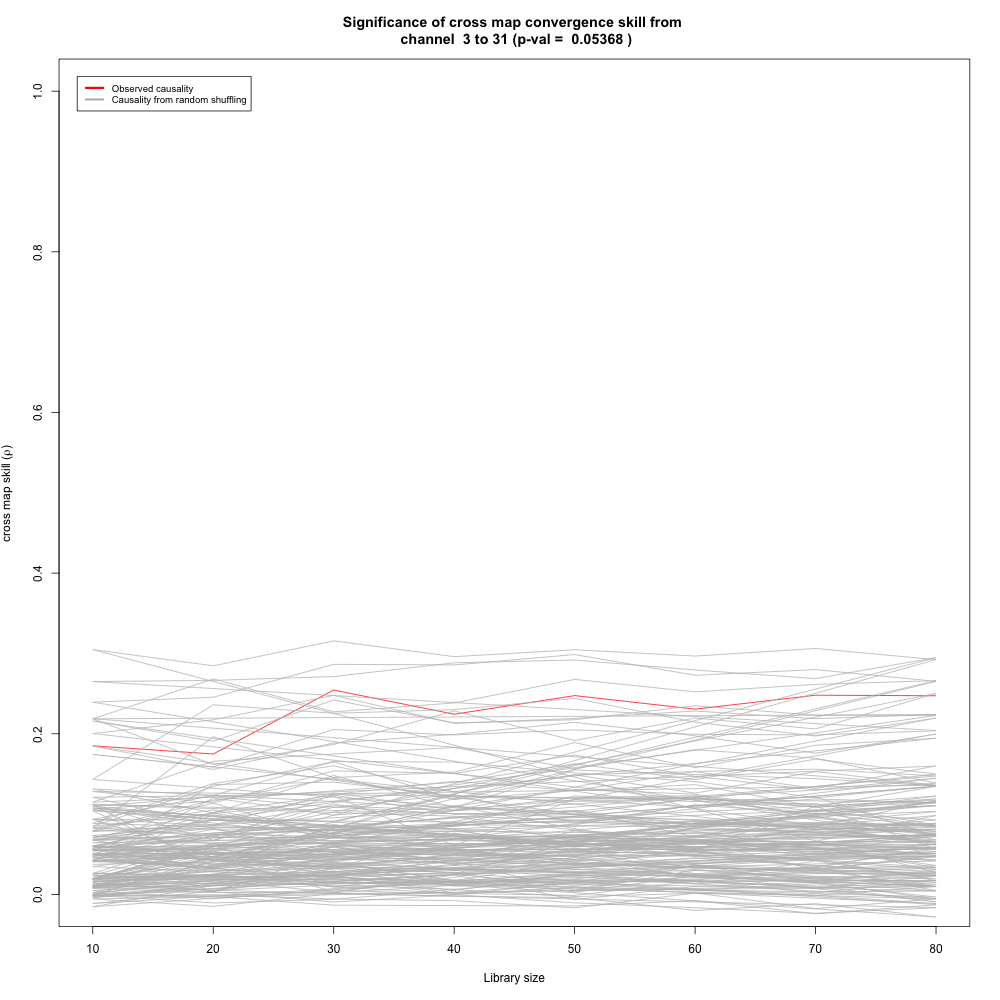 Significance of cross map convergence skill from
channel  3 to 31 (p-val =  0.05368 )
Observed causality
Causality from random shuffling
1.0
0.8
0.6
0.4
0.2
0.0
cross map skill (ρ)
10 20 30 40 50 60 70 80
Library size